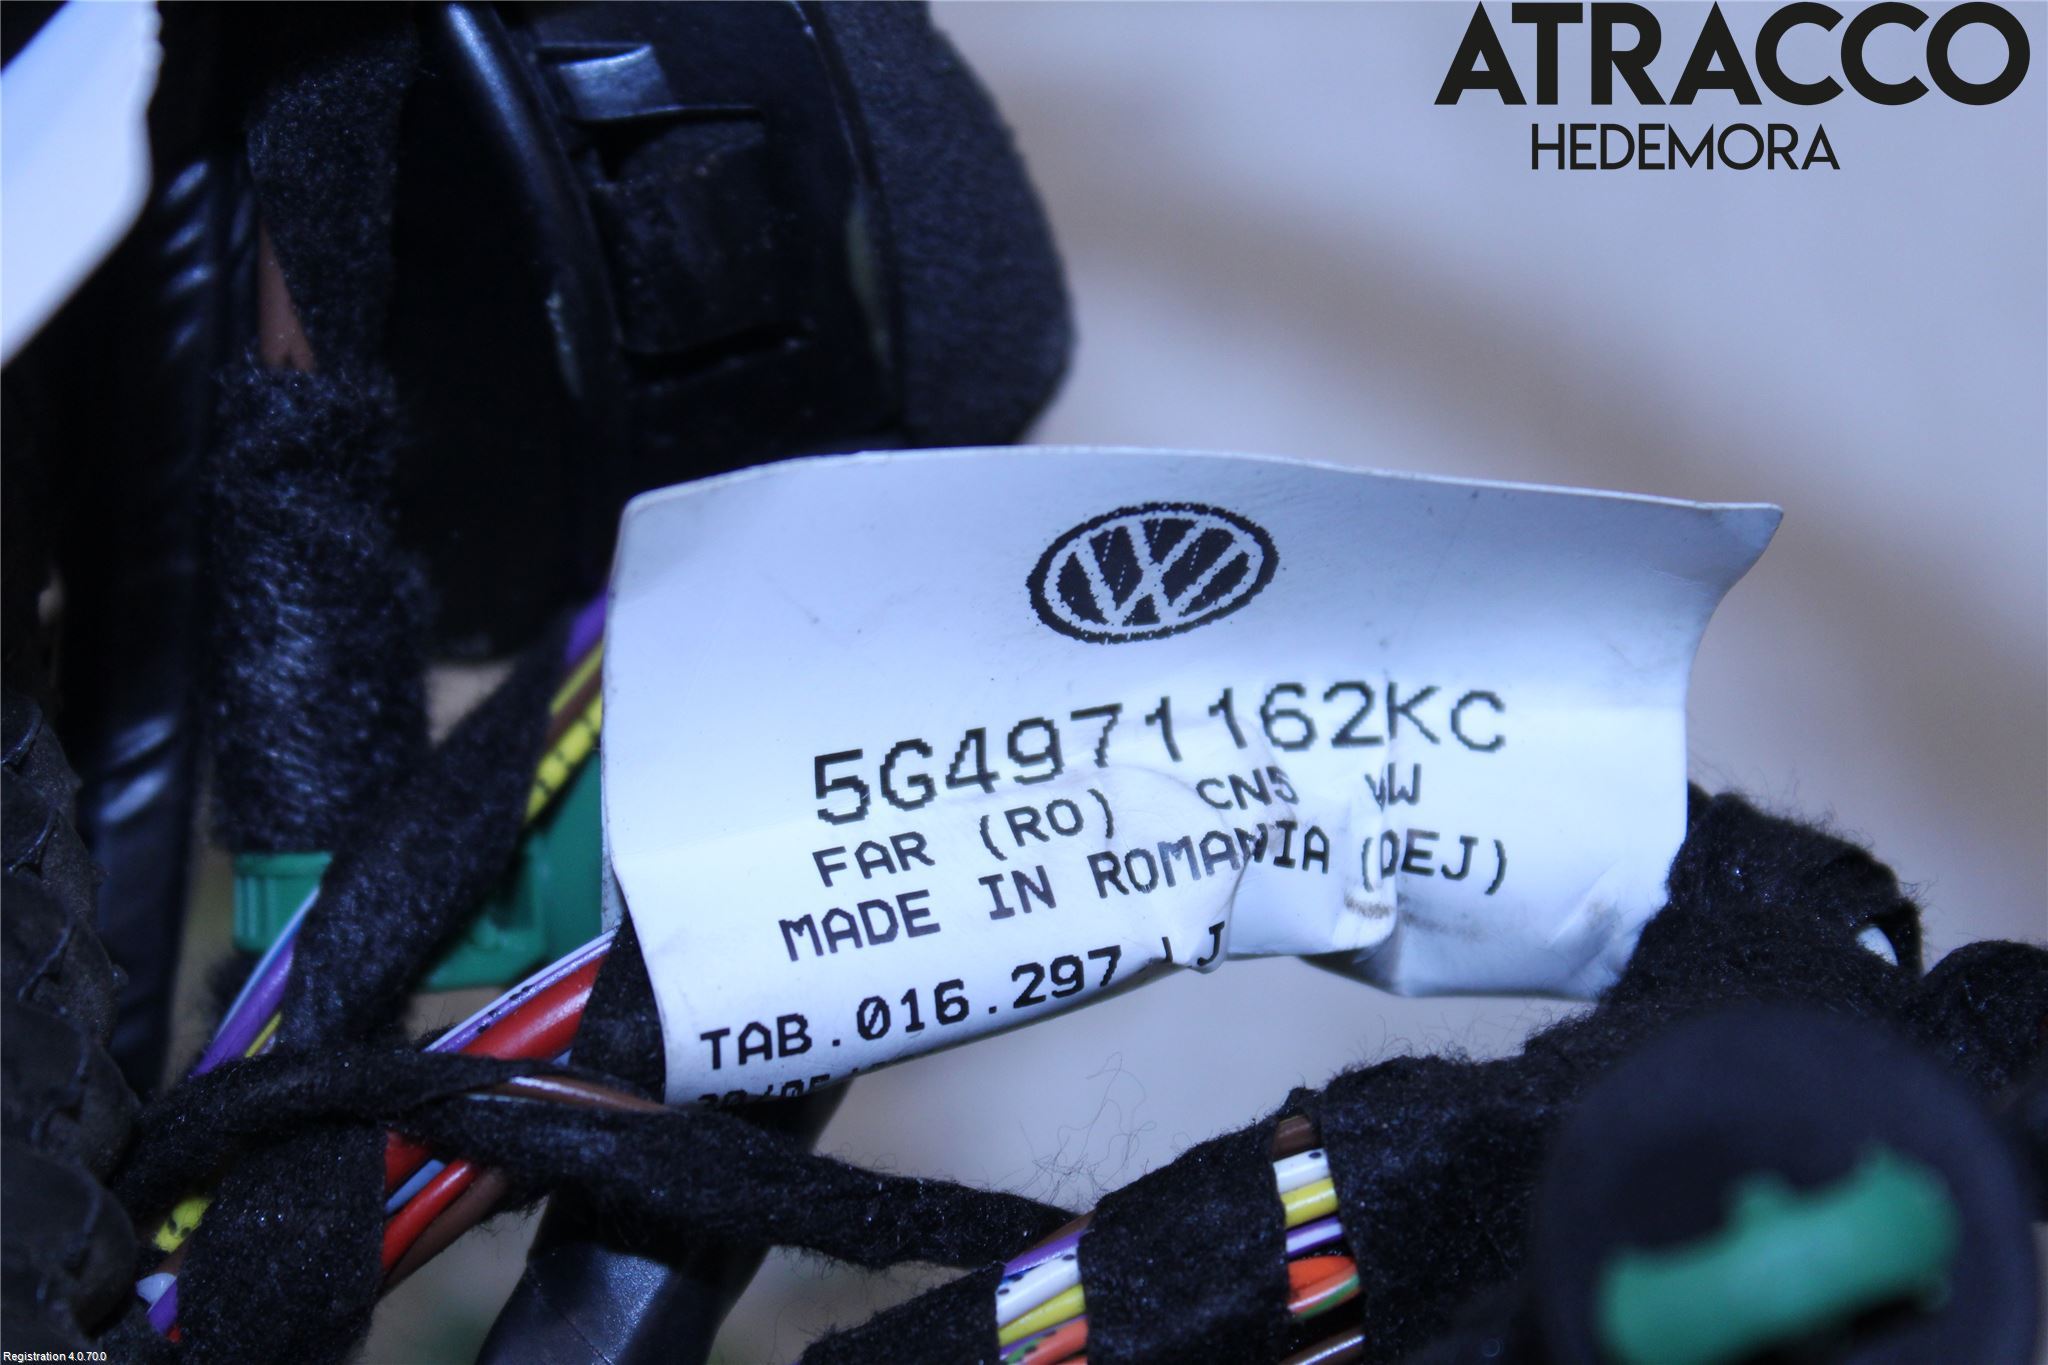 ATRACCO
HEDEMORA
5G4971162KC
FAR (RO) CN5 VW
MADE IN ROMANIA (DEJ)
TAB.016.297
Registration 4.0.70.0